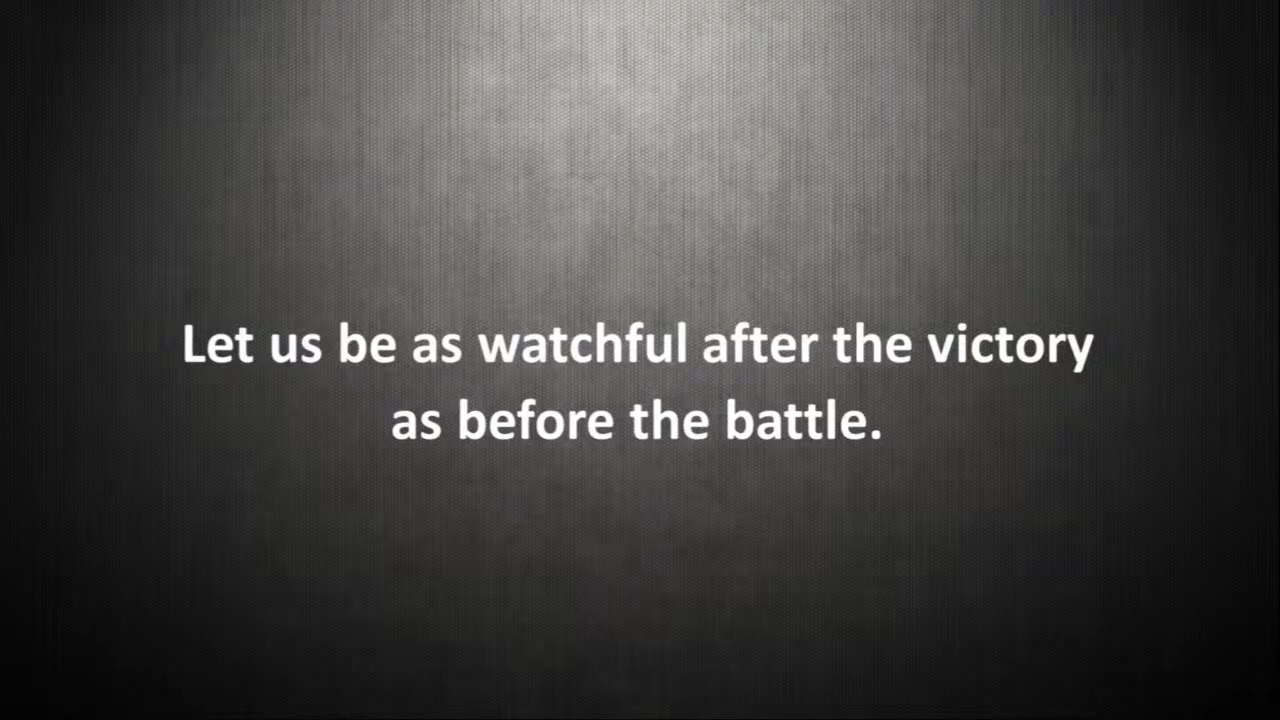 Let us be as watchful after the victory
as before the battle.